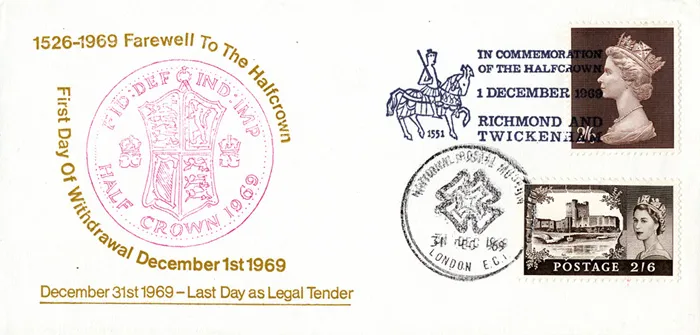 1526-1969 Farewell To The Halfcrown
First Day Of Withdrawal December 1st 1969
FID·DEF IND·IMP
HALF CROWN 1969
December 31st 1969 – Last Day as Legal Tender
1551
IN COMMEMORATION
OF THE HALFCROWN
1 DECEMBER 1969
RICHMOND AND
TWICKENHAM
2/6
NATIONAL POSTAL MUSEUM
31 DEC 1969
LONDON E.C.1
POSTAGE 2/6